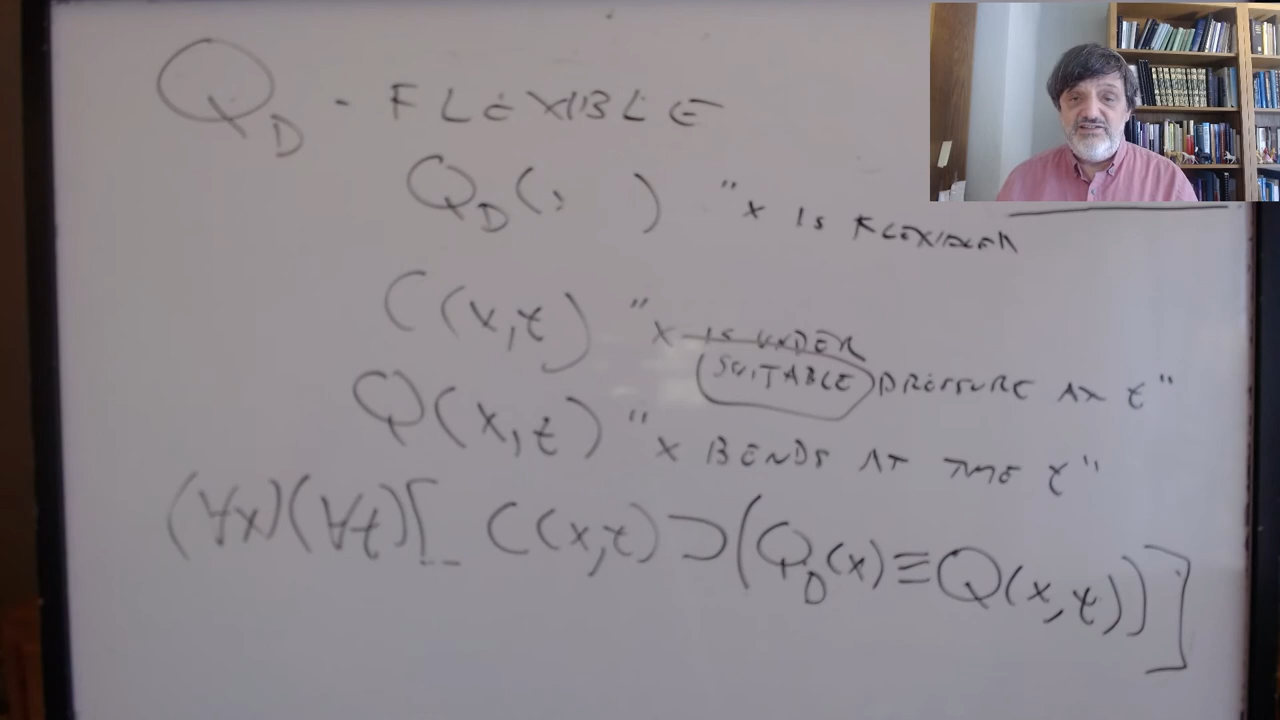 Q_D - FLEXIBLE
Q_D( ) "x IS FLEXIBLE"
C(x,t) "x IS UNDER
SUITABLE PRESSURE AT t"
Q(x,t) "x BENDS AT TIME t"
(∀x)(∀t)[ C(x,t) ⊃ (Q_D(x) ≡ Q(x,t))]